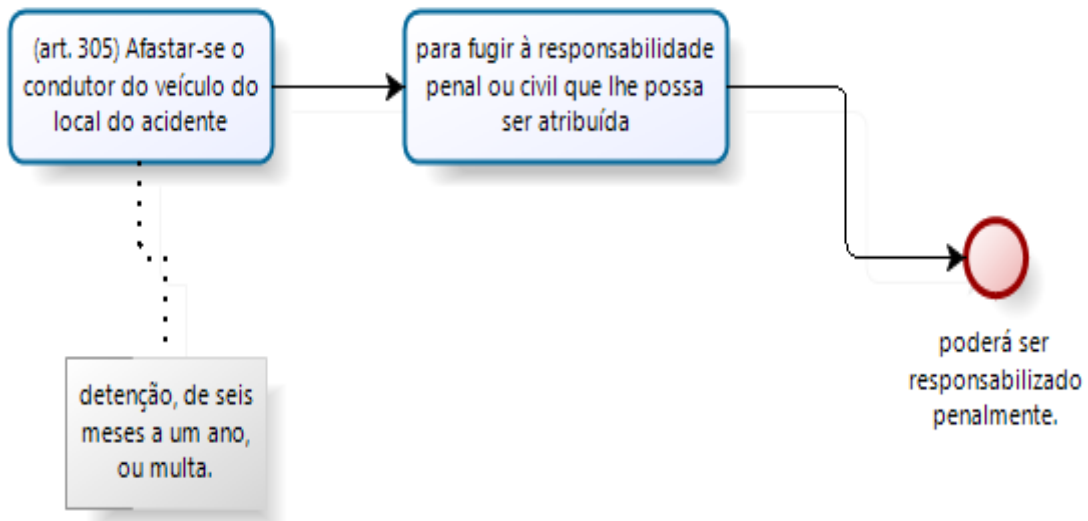 (art. 305) Afastar-se o
condutor do veículo do
local do acidente
para fugir à responsabilidade
penal ou civil que lhe possa
ser atribuída
poderá ser
responsabilizado
penalmente.
detenção, de seis
meses a um ano,
ou multa.